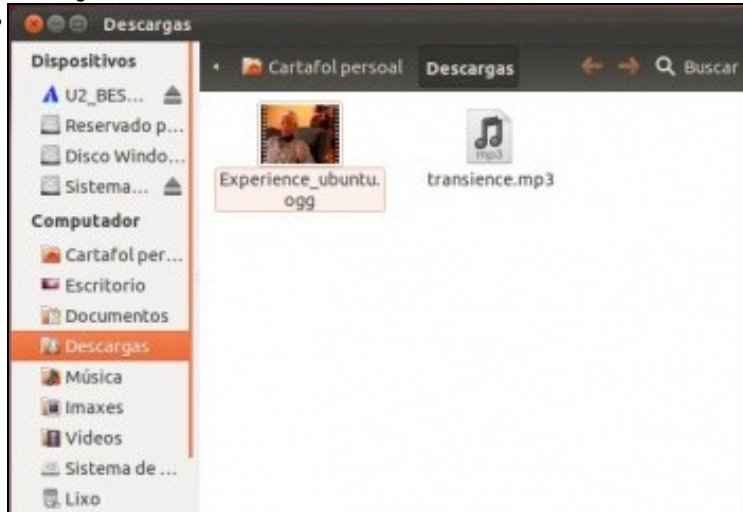 Descargas
Dispositivos
U2_BES...
Reservado p...
Disco Windo...
Sistema...
Computador
Cartafol per...
Escritorio
Documentos
Descargas
Música
Imaxes
Vídeos
Sistema de ...
Lixo
Cartafol persoal Descargas Buscar
Experience_ubuntu.
ogg
mp3
transience.mp3